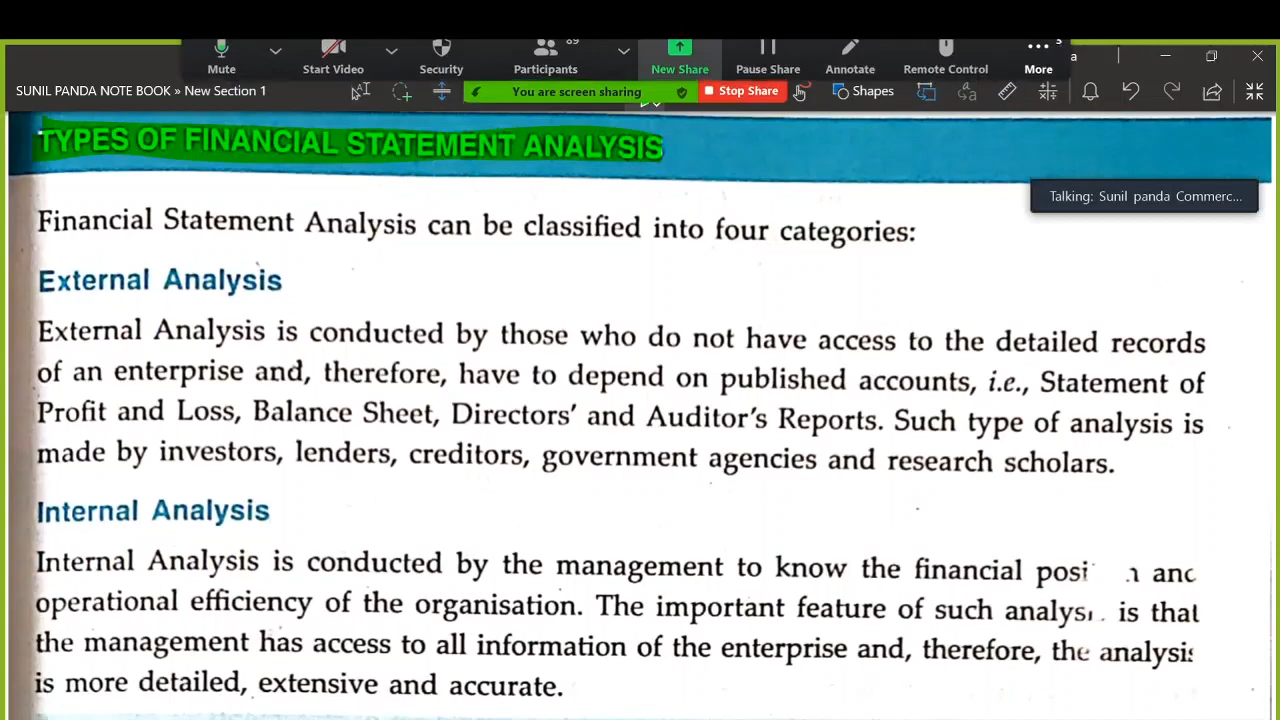 89
3
Mute
Start Video
Security
Participants
New Share
Pause Share
Annotate
Remote Control
More
a
SUNIL PANDA NOTE BOOK » New Section 1
You are screen sharing
Stop Share
Shapes
TYPES OF FINANCIAL STATEMENT ANALYSIS
Talking: Sunil panda Commerc...
Financial Statement Analysis can be classified into four categories:
External Analysis
External Analysis is conducted by those who do not have access to the detailed records
of an enterprise and, therefore, have to depend on published accounts, i.e., Statement of
Profit and Loss, Balance Sheet, Directors' and Auditor's Reports. Such type of analysis is
made by investors, lenders, creditors, government agencies and research scholars.
Internal Analysis
Internal Analysis is conducted by the management to know the financial
operational efficiency of the organisation. The important feature of such is that
the management has access to all information of the enterprise and, therefore, the analysis
is more detailed, extensive and accurate.